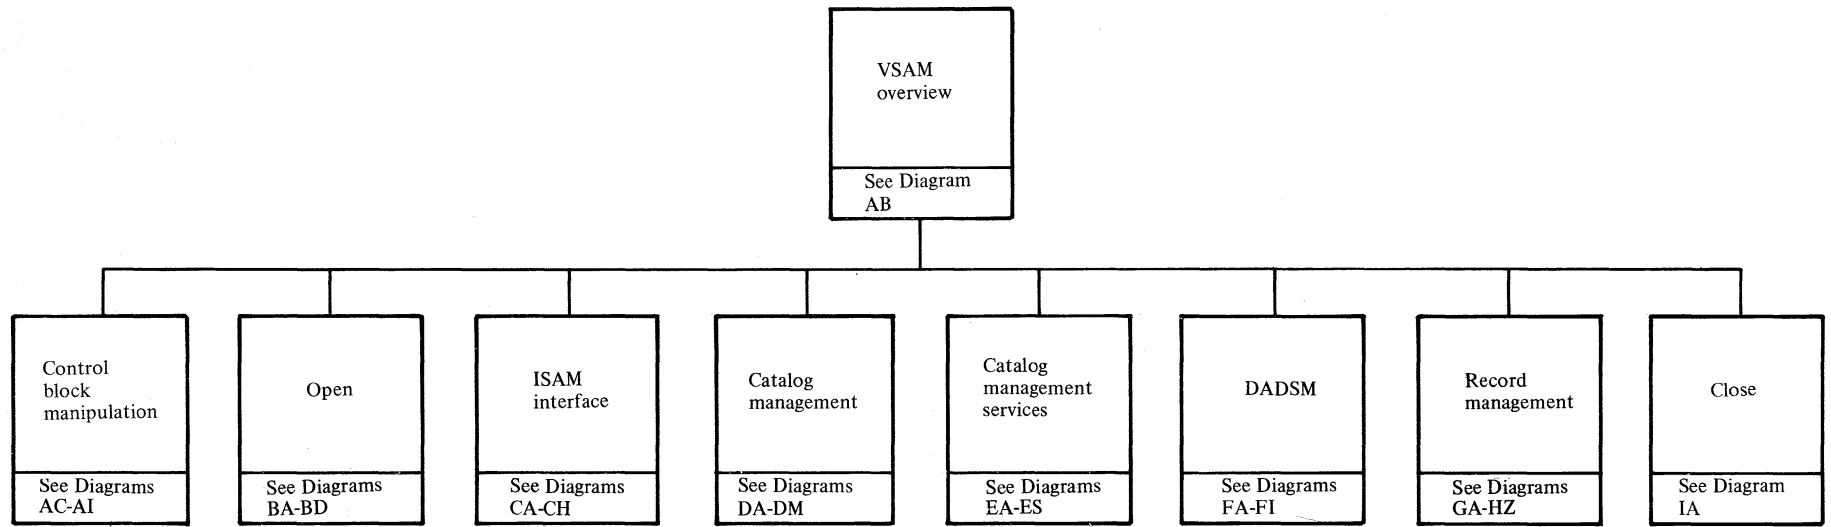 VSAM
overview
See Diagram
AB
Control
block
manipulation
See Diagrams
AC-AI
Open
See Diagrams
BA-BD
ISAM
interface
See Diagrams
CA-CH
Catalog
management
See Diagrams
DA-DM
Catalog
management
services
See Diagrams
EA-ES
DADSM
See Diagrams
FA-FI
Record
management
See Diagrams
GA-HZ
Close
See Diagram
IA